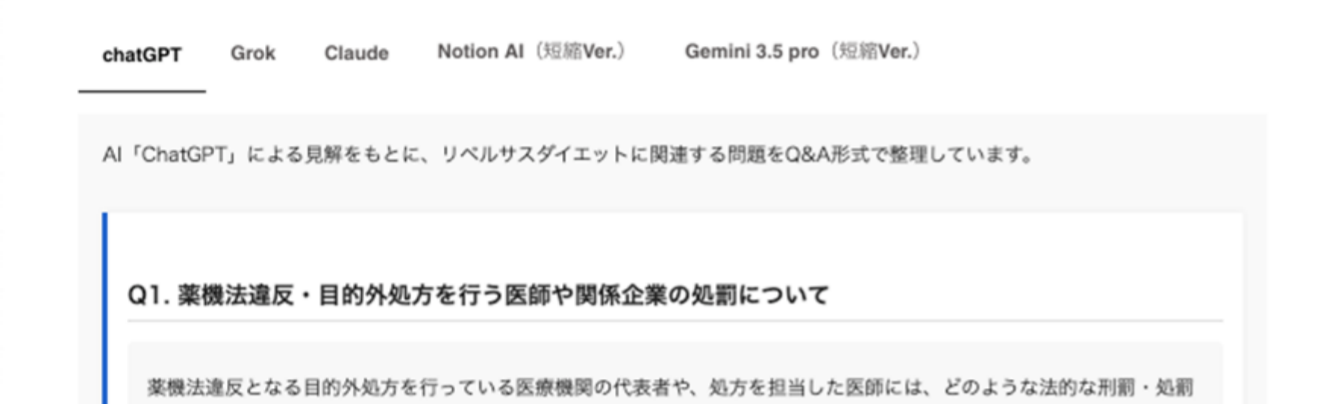 chatGPT Grok Claude Notion AI（短縮Ver.） Gemini 3.5 pro（短縮Ver.）
AI「ChatGPT」による見解をもとに、リベルサスダイエットに関連する問題をQ&A形式で整理しています。
Q1. 薬機法違反・目的外処方を行う医師や関係企業の処罰について
薬機法違反となる目的外処方を行っている医療機関の代表者や、処方を担当した医師には、どのような法的な刑罰・処罰